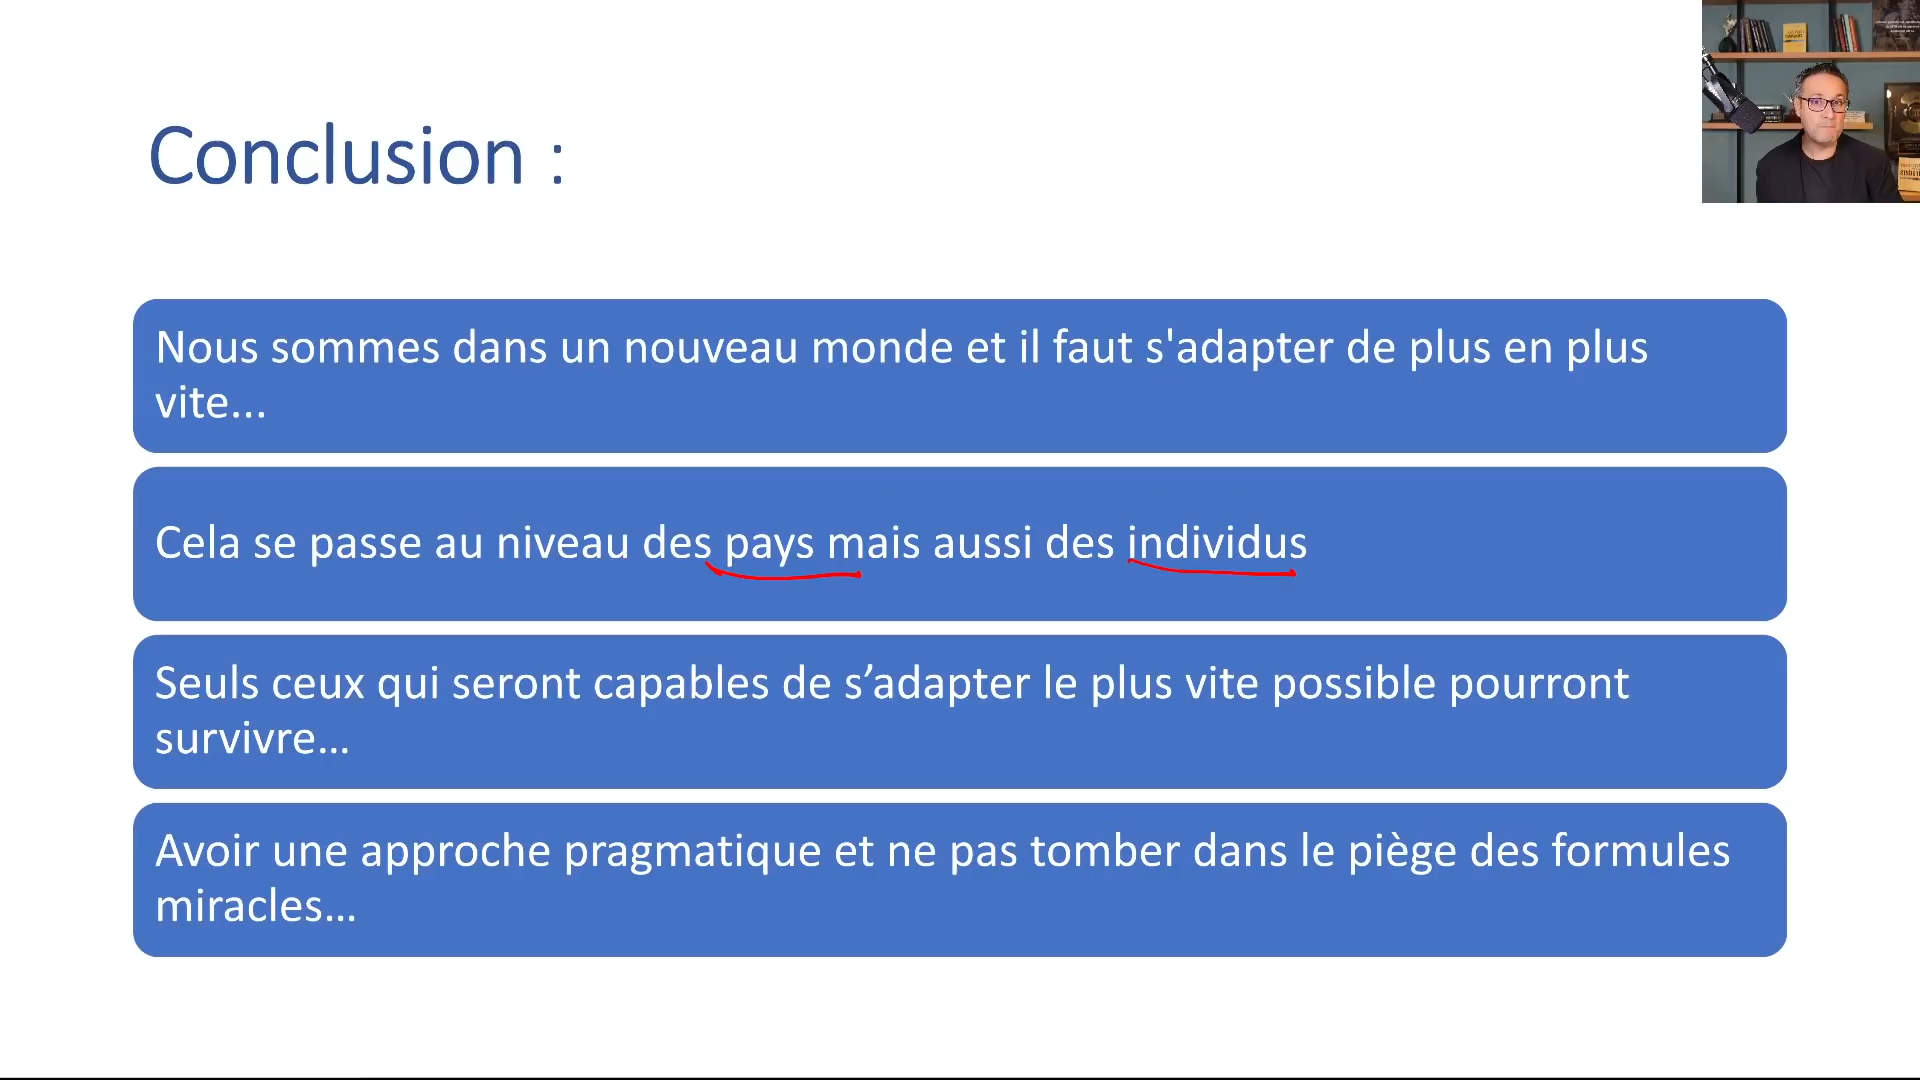 Conclusion :
Nous sommes dans un nouveau monde et il faut s'adapter de plus en plus
vite...
Cela se passe au niveau des pays mais aussi des individus
Seuls ceux qui seront capables de s’adapter le plus vite possible pourront
survivre…
Avoir une approche pragmatique et ne pas tomber dans le piège des formules
miracles…